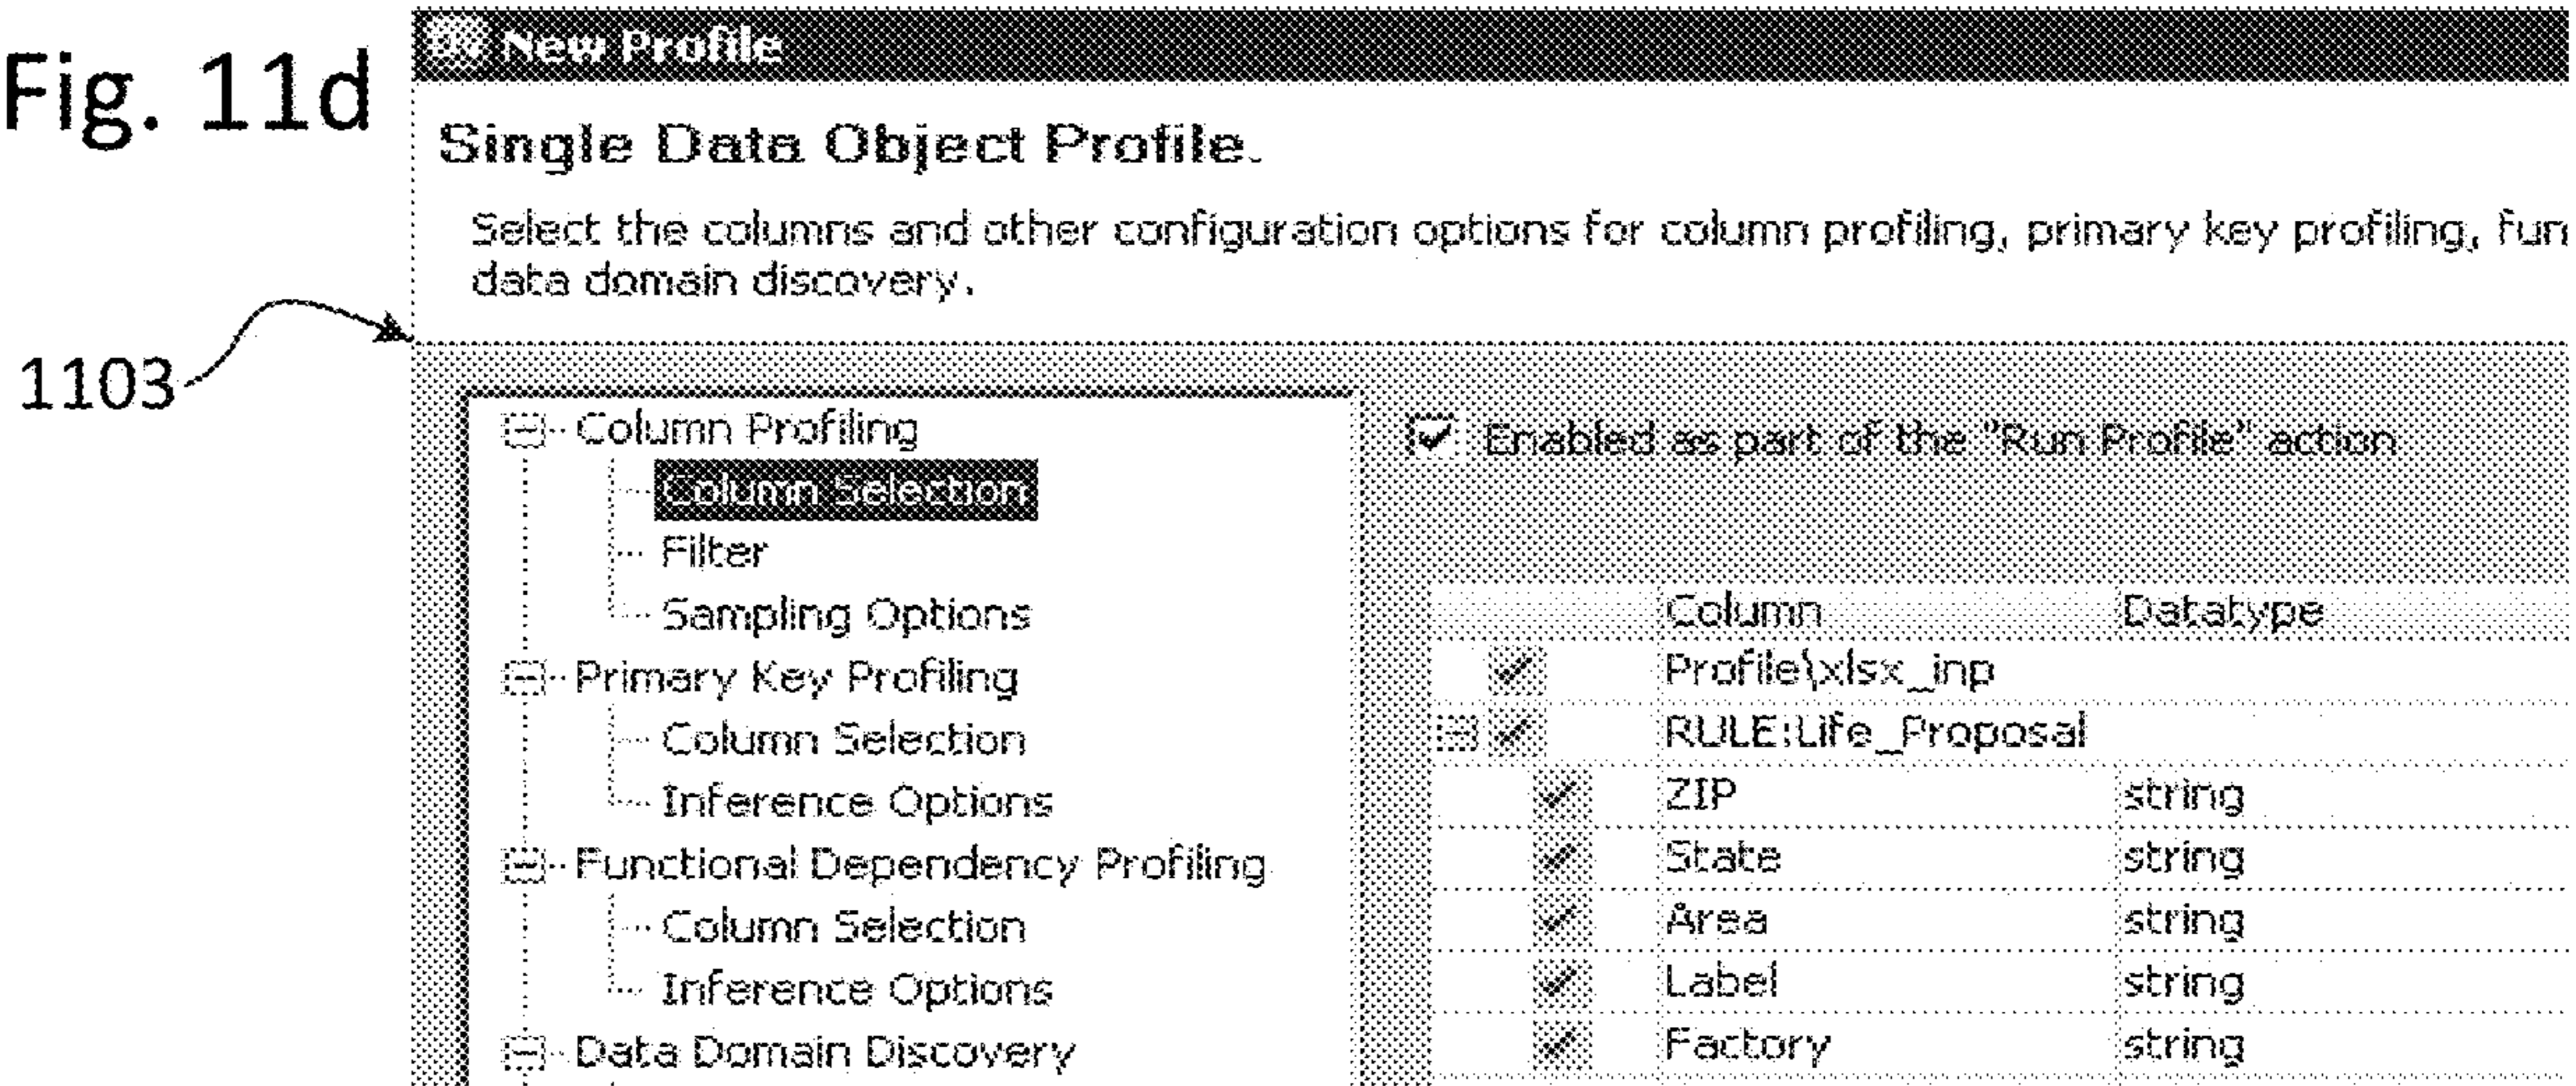 Fig. 11d
New Profile
Single Data Object Profile.
Select the columns and other configuration options for column profiling, primary key profiling, fun
data domain discovery.
1103
Column Profiling
Column Selection
Filter
Sampling Options
Primary Key Profiling
Column Selection
Inference Options
Functional Dependency Profiling
Column Selection
Inference Options
Data Domain Discovery
Enabled as part of the "Run Profile" action
Column Datatype
Profile\xlsx_inp
RULE:Life_Proposal
ZIP string
State string
Area string
Label string
Factory string